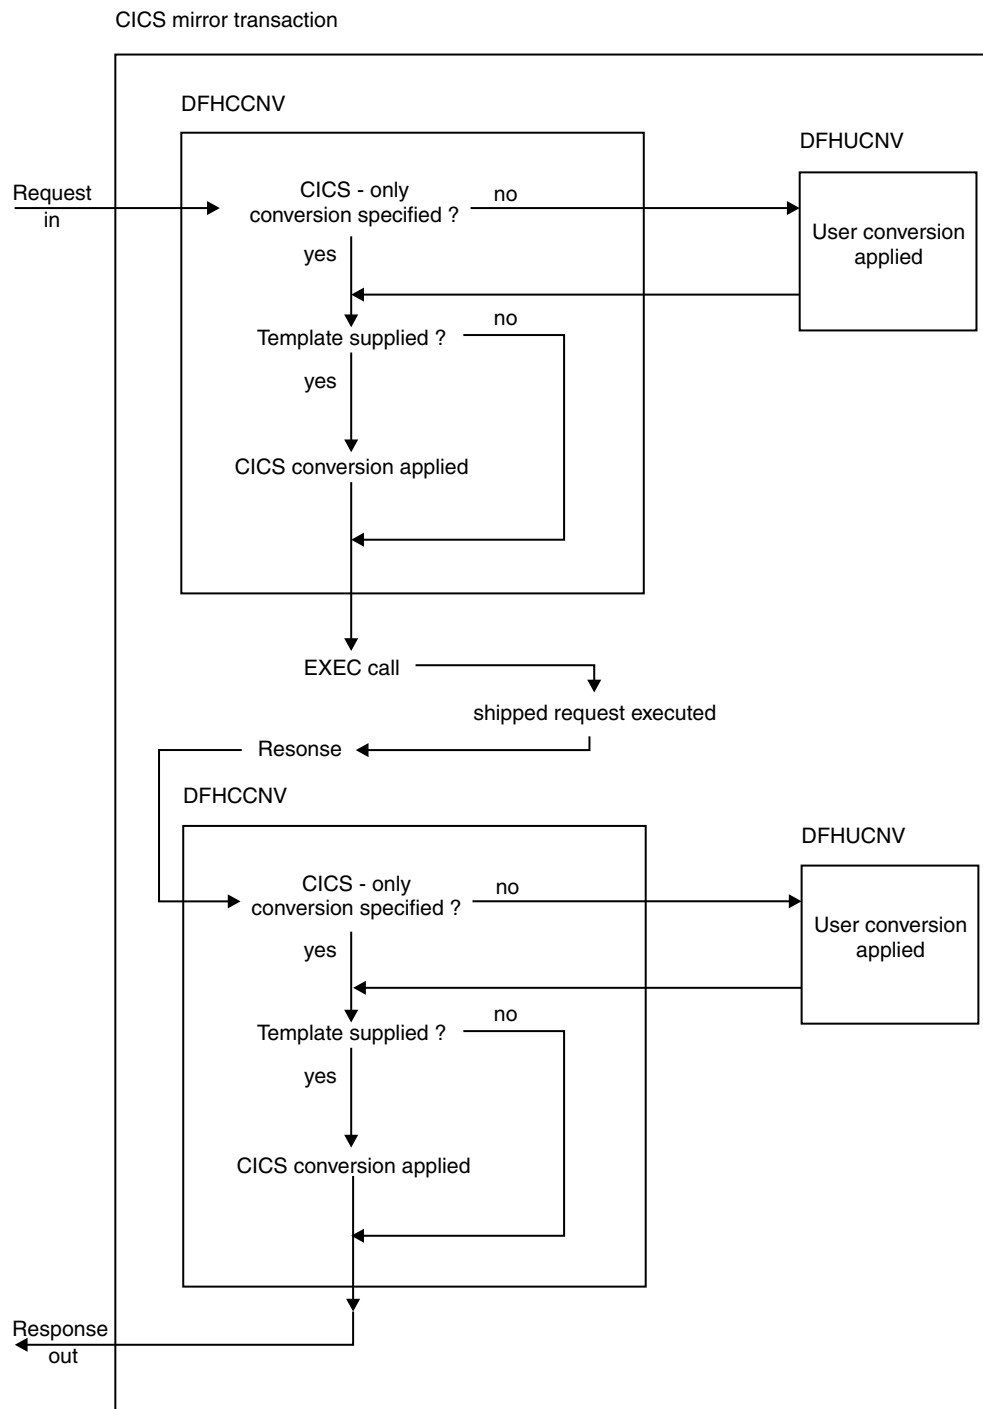 CICS mirror transaction
DFHCCNV
DFHUCNV
Request
in
CICS - only
conversion specified ?
no
User conversion
applied
yes
Template supplied ?
no
yes
CICS conversion applied
EXEC call
shipped request executed
Resonse
DFHCCNV
DFHUCNV
CICS - only
conversion specified ?
no
User conversion
applied
yes
Template supplied ?
no
yes
CICS conversion applied
Response
out